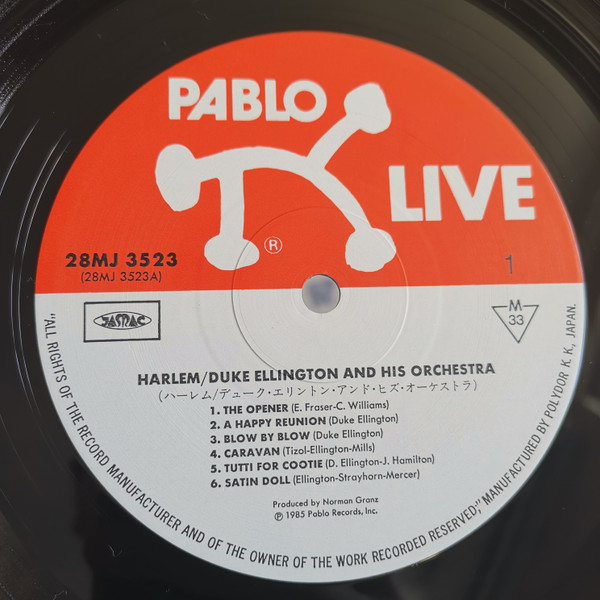 PABLO
LIVE
®
28MJ 3523
(28MJ 3523A)
1
JASRAC
M
33
HARLEM/DUKE ELLINGTON AND HIS ORCHESTRA
(ハーレム/デューク・エリントン・アンド・ヒズ・オーケストラ)
1. THE OPENER (E. Fraser-C. Williams)
2. A HAPPY REUNION (Duke Ellington)
3. BLOW BY BLOW (Duke Ellington)
4. CARAVAN (Tizol-Ellington-Mills)
5. TUTTI FOR COOTIE (D. Ellington-J. Hamilton)
6. SATIN DOLL (Ellington-Strayhorn-Mercer)
Produced by Norman Granz
℗ 1985 Pablo Records, Inc.
"ALL RIGHTS OF THE RECORD MANUFACTURER AND OF THE OWNER OF THE WORK RECORDED RESERVED," MANUFACTURED BY POLYDOR K.K., JAPAN.